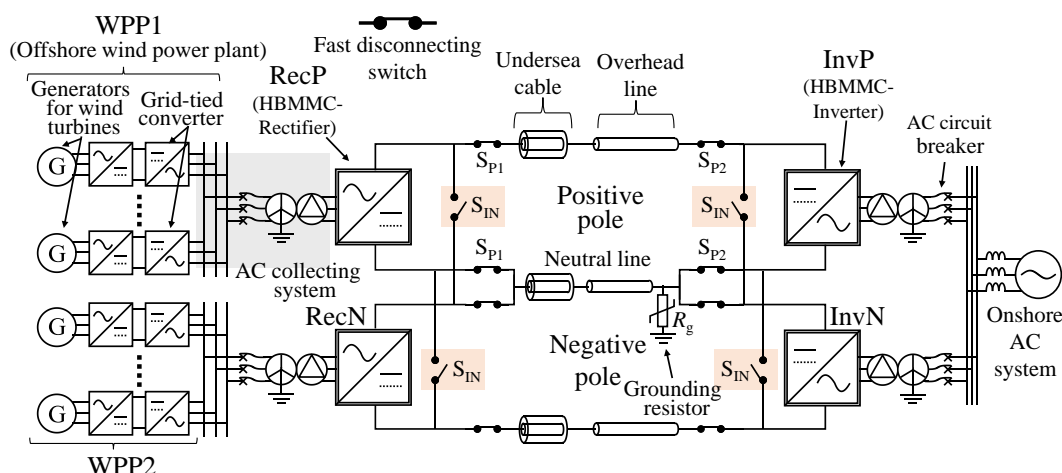 WPP1
(Offshore wind power plant)
Generators
for wind
turbines
Grid-tied
converter
Fast disconnecting
switch
RecP
(HBMMC-
Rectifier)
Undersea
cable
Overhead
line
InvP
(HBMMC-
Inverter)
AC circuit
breaker
G
G
S_P1
S_P2
S_IN
Positive
pole
S_IN
S_P1
Neutral line
S_P2
AC collecting
system
RecN
R_g
InvN
Onshore
AC
system
G
Negative
pole
S_IN
S_IN
Grounding
resistor
G
WPP2